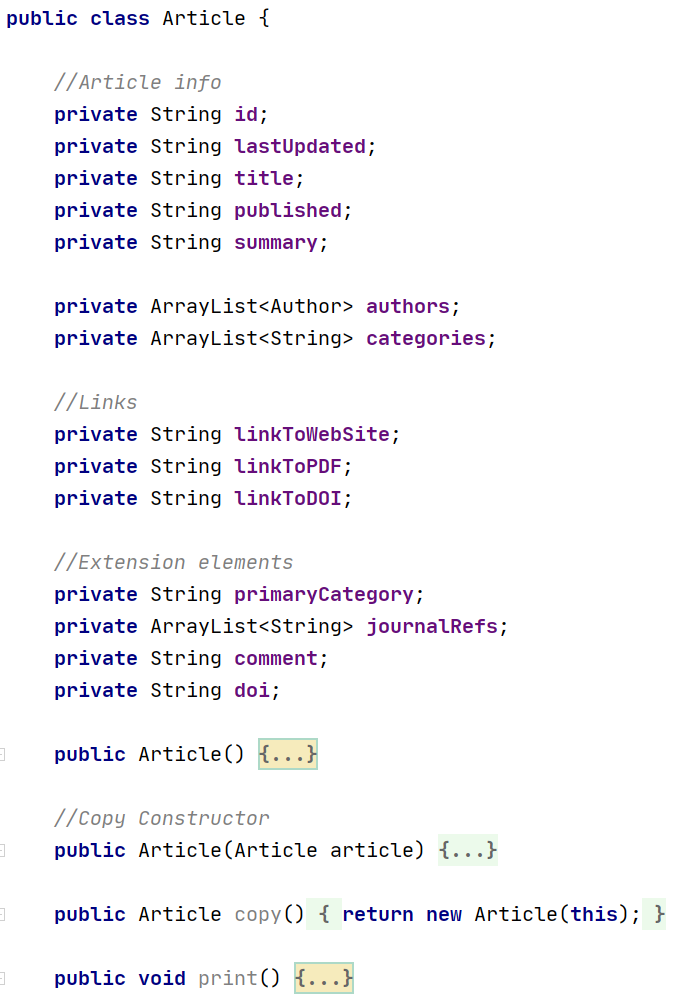 public class Article {
//Article info
private String id;
private String lastUpdated;
private String title;
private String published;
private String summary;
private ArrayList<Author> authors;
private ArrayList<String> categories;
//Links
private String linkToWebSite;
private String linkToPDF;
private String linkToDOI;
//Extension elements
private String primaryCategory;
private ArrayList<String> journalRefs;
private String comment;
private String doi;
public Article() {...}
//Copy Constructor
public Article(Article article) {...}
public Article copy() { return new Article(this); }
public void print() {...}